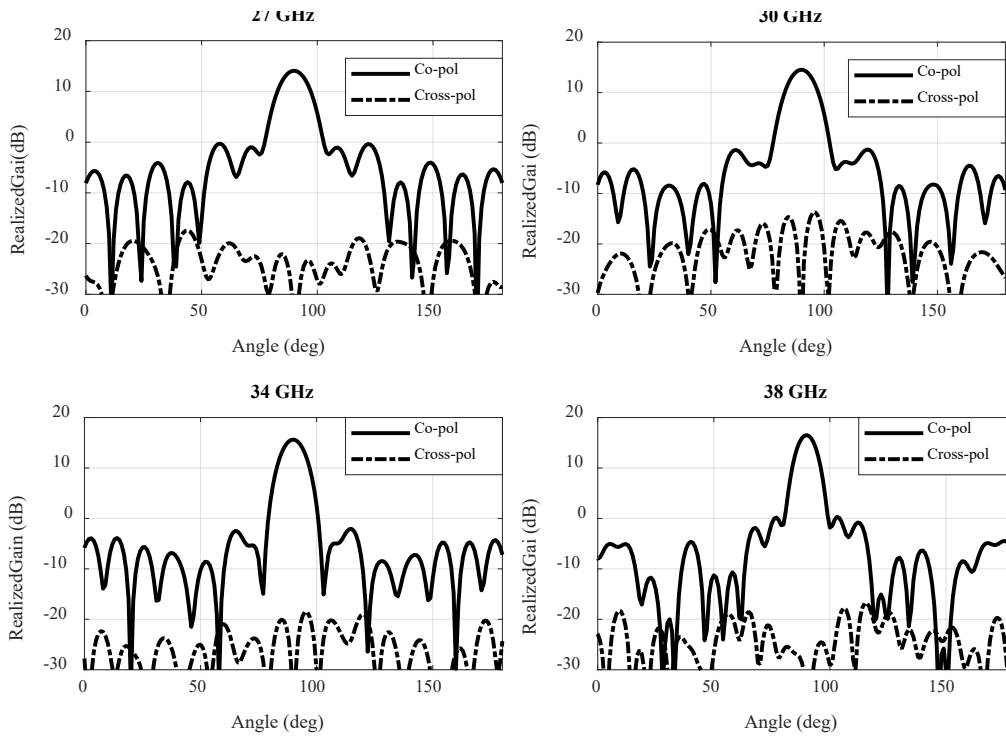 27 GHz
20
10
0
-10
-20
-30
0
50
100
150
RealizedGai(dB)
Angle (deg)
Co-pol
Cross-pol
30 GHz
20
10
0
-10
-20
-30
0
50
100
150
RealizedGai (dB)
Angle (deg)
Co-pol
Cross-pol
34 GHz
20
10
0
-10
-20
-30
0
50
100
150
RealizedGain (dB)
Angle (deg)
Co-pol
Cross-pol
38 GHz
20
10
0
-10
-20
-30
0
50
100
150
RealizedGai (dB)
Angle (deg)
Co-pol
Cross-pol